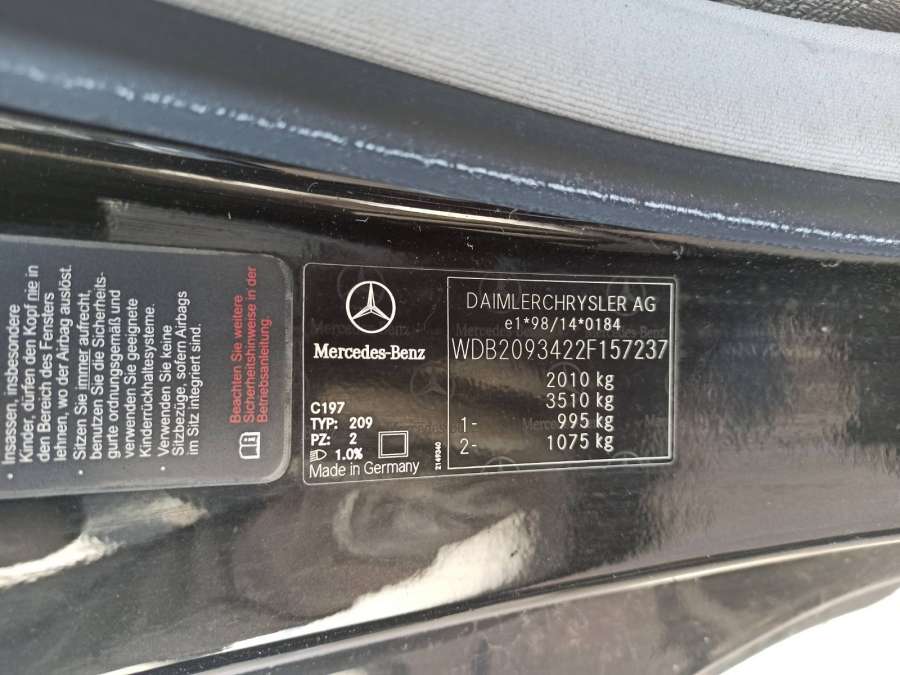 Insassen, insbesondere
Kinder, dürfen den Kopf nie in
den Bereich des Fensters
lehnen, wo der Airbag auslöst.
• Sitzen Sie immer aufrecht,
benutzen Sie die Sicherheits-
gurte ordnungsgemäß und
verwenden Sie geeignete
Kinderrückhaltesysteme.
• Verwenden Sie keine
Sitzbezüge, sofern Airbags
im Sitz integriert sind.
Beachten Sie weitere
Sicherheitshinweise in der
Betriebsanleitung.
Mercedes-Benz
C197
TYP: 209
PZ: 2
1.0%
Made in Germany
2149360
DAIMLERCHRYSLER AG
e1*98/14*0184
WDB2093422F157237
2010 kg
3510 kg
1- 995 kg
2- 1075 kg